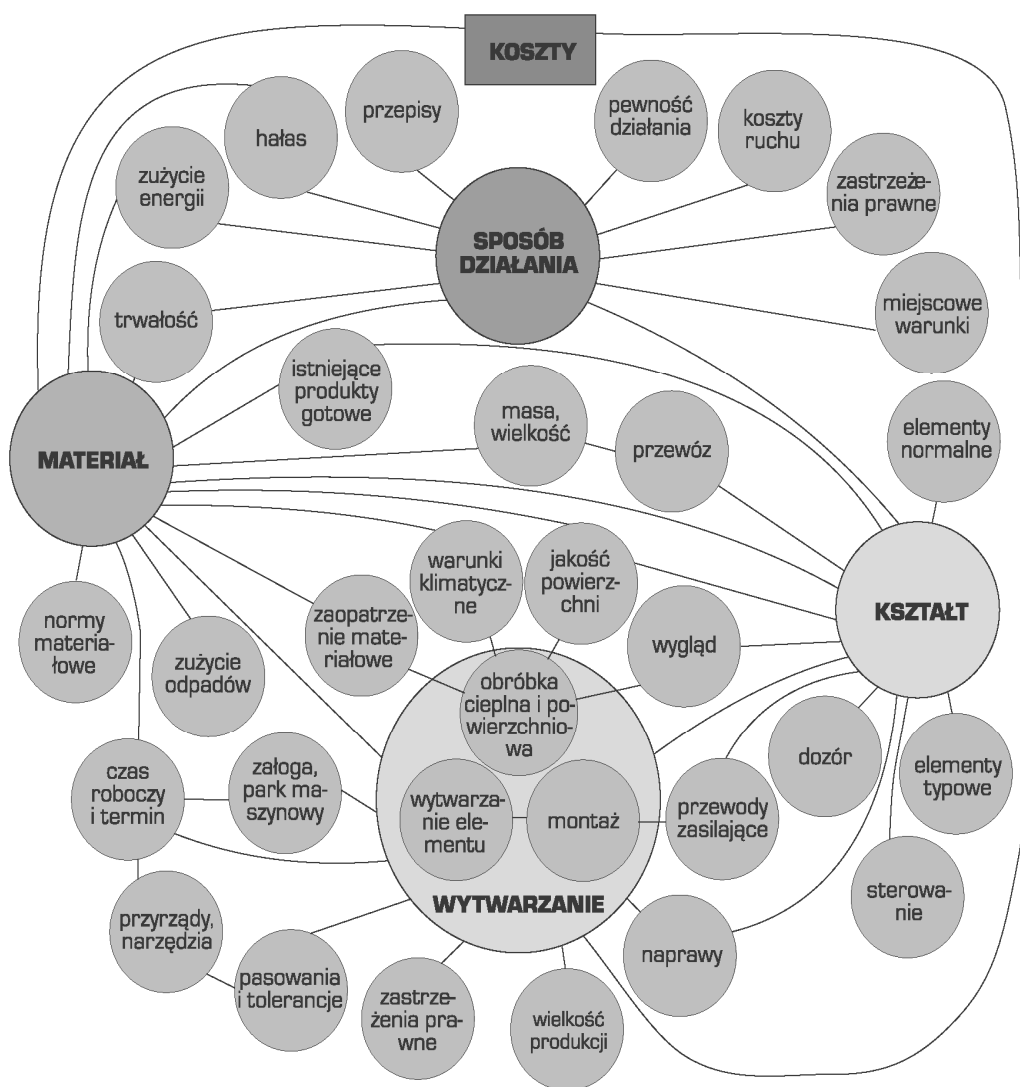 KOSZTY
przepisy
pewność
działania
koszty
ruchu
hałas
zużycie
energii
zastrzeże-
nia prawne
SPOSÓB
DZIAŁANIA
trwałość
miejscowe
warunki
istniejące
produkty
gotowe
masa,
wielkość
przewóz
elementy
normalne
MATERIAŁ
warunki
klimatycz-
ne
jakość
powierz-
chni
KSZTAŁT
normy
materia-
łowe
zużycie
odpadów
zaopatrze-
nie mate-
riałowe
wygląd
obróbka
cieplna i po-
wierzchnio-
wa
dozór
elementy
typowe
czas
roboczy
i termin
załoga,
park ma-
szynowy
wytwarza-
nie ele-
mentu
montaż
przewody
zasilające
WYTWARZANIE
sterowa-
nie
przyrządy,
narzędzia
naprawy
pasowania
i tolerancje
zastrze-
żenia pra-
wne
wielkość
produkcji